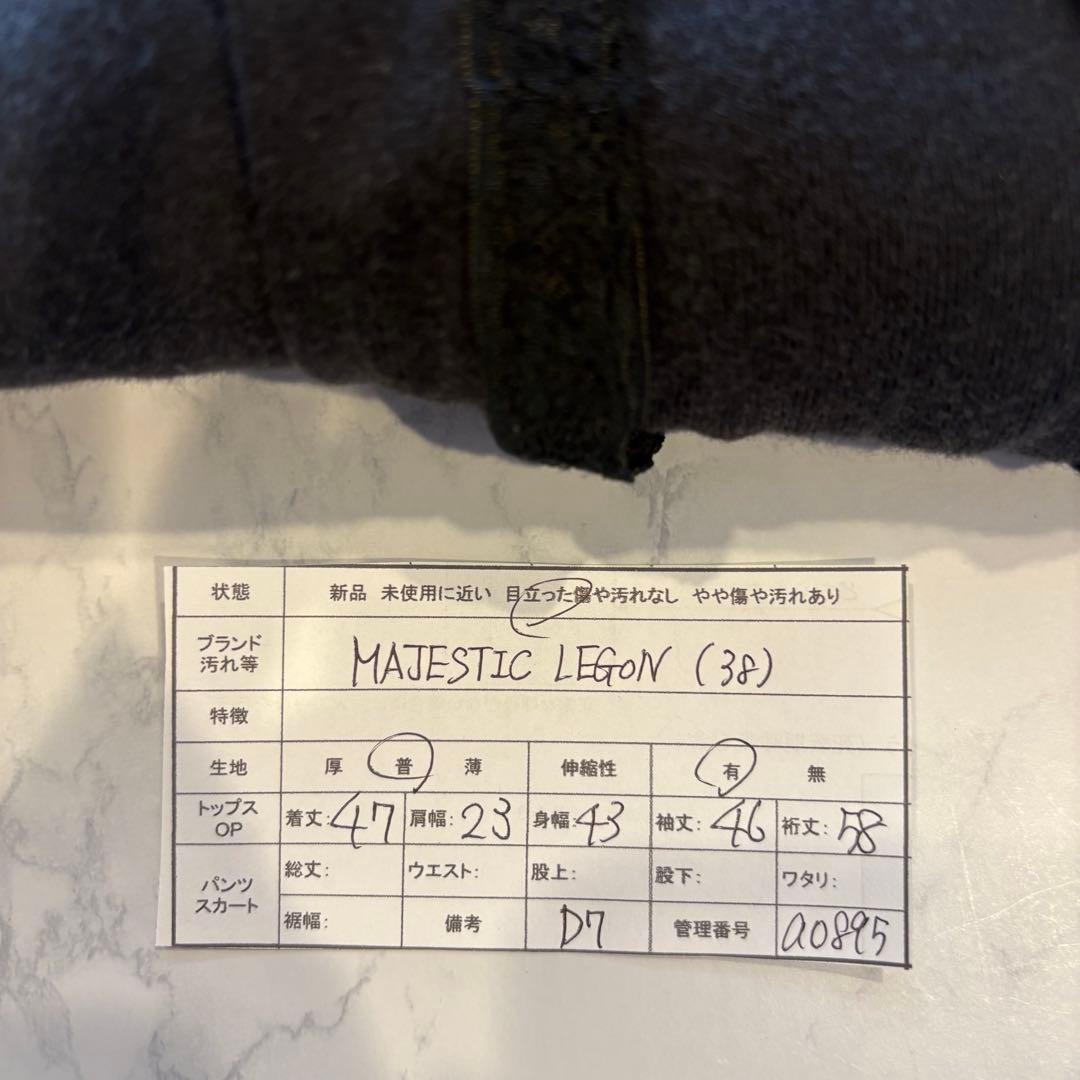 状態 新品 未使用に近い 目立った傷や汚れなし やや傷や汚れあり
ブランド
汚れ等 MAJESTIC LEGON (38)
特徴
生地 厚 普 薄 伸縮性 有 無
トップス
OP 着丈:47 肩幅:23 身幅:43 袖丈:46 裄丈:58
パンツ
スカート 総丈: ウエスト: 股上: 股下: ワタリ:
裾幅: 備考 D7 管理番号 a0895